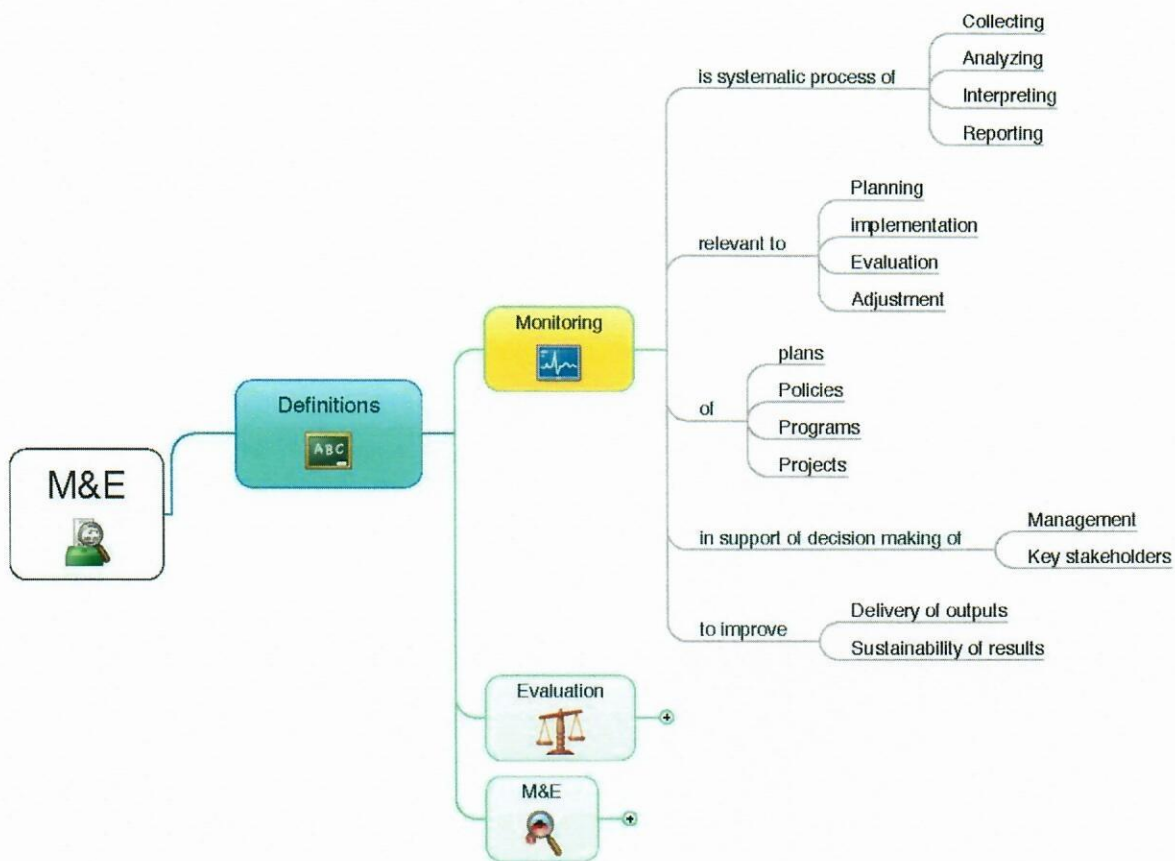 M&E
Definitions
ABC
Monitoring
is systematic process of
Collecting
Analyzing
Interpreting
Reporting
relevant to
Planning
implementation
Evaluation
Adjustment
of
plans
Policies
Programs
Projects
in support of decision making of
Management
Key stakeholders
to improve
Delivery of outputs
Sustainability of results
Evaluation
M&E